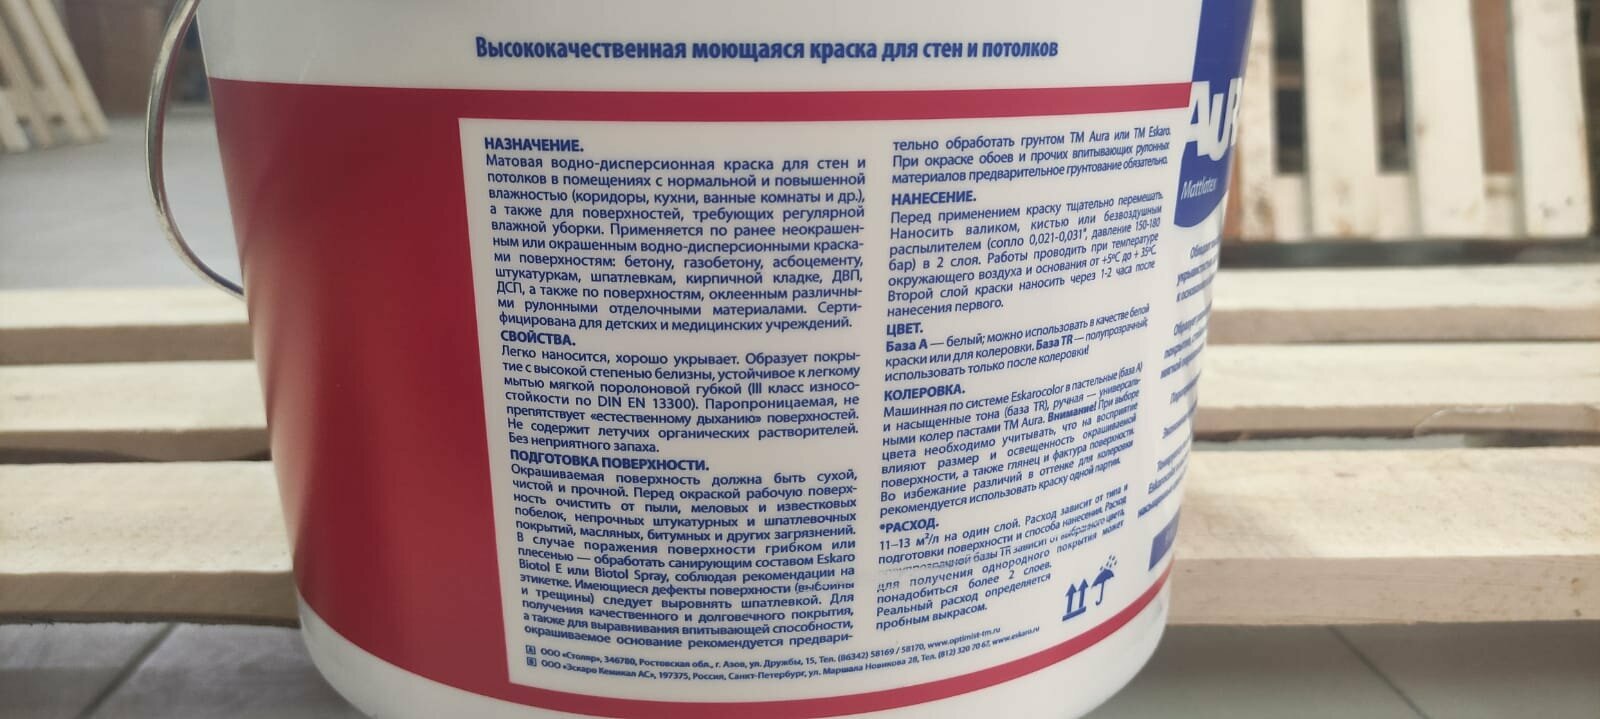 Высококачественная моющаяся краска для стен и потолков
НАЗНАЧЕНИЕ.
Матовая водно-дисперсионная краска для стен и
потолков в помещениях с нормальной и повышенной
влажностью (коридоры, кухни, ванные комнаты и др.),
а также для поверхностей, требующих регулярной
влажной уборки. Применяется по ранее неокрашен-
ным или окрашенным водно-дисперсионными краска-
ми поверхностям: бетону, газобетону, асбоцементу,
штукатуркам, шпатлевкам, кирпичной кладке, ДВП,
ДСП, а также по поверхностям, оклеенным различны-
ми рулонными отделочными материалами. Серти-
фицирована для детских и медицинских учреждений.
СВОЙСТВА.
Легко наносится, хорошо укрывает. Образует покры-
тие с высокой степенью белизны, устойчивое к легкому
мытью мягкой поролоновой губкой (III класс износо-
стойкости по DIN EN 13300). Паропроницаемая, не
препятствует «естественному дыханию» поверхностей.
Не содержит летучих органических растворителей.
Без неприятного запаха.
ПОДГОТОВКА ПОВЕРХНОСТИ.
Окрашиваемая поверхность должна быть сухой,
чистой и прочной. Перед окраской рабочую поверх-
ность очистить от пыли, меловых и известковых
побелок, непрочных штукатурных и шпатлевочных
покрытий, масляных, битумных и других загрязнений.
В случае поражения поверхности грибком или
плесенью — обработать санирующим составом Eskaro
Biotol E или Biotol Spray, соблюдая рекомендации на
этикетке. Имеющиеся дефекты поверхности (выбоины
и трещины) следует выровнять шпатлевкой. Для
получения качественного и долговечного покрытия,
а также для выравнивания впитывающей способности,
окрашиваемое основание рекомендуется предвари-
тельно обработать грунтом ТМ Aura или ТМ Eskaro.
При окраске обоев и прочих впитывающих рулонных
материалов предварительное грунтование обязательно.
НАНЕСЕНИЕ.
Перед применением краску тщательно перемешать.
Наносить валиком, кистью или безвоздушным
распылителем (сопло 0,021-0,031", давление 150-180
бар) в 2 слоя. Работы проводить при температуре
окружающего воздуха и основания от +5ºС до + 35ºС.
Второй слой краски наносить через 1-2 часа после
нанесения первого.
ЦВЕТ.
База А — белый; можно использовать в качестве белой
краски или для колеровки. База TR — полупрозрачный;
использовать только после колеровки!
КОЛЕРОВКА.
Машинная по системе Eskarocolor в пастельные (база А)
и насыщенные тона (база TR), ручная — универсаль-
ными колер пастами ТМ Aura. Внимание! При выборе
цвета необходимо учитывать, что на восприятие
влияют размер и освещенность окрашиваемой
поверхности, а также глянец и фактура поверхности.
Во избежание различий в оттенке для колеровки
рекомендуется использовать краску одной партии.
*РАСХОД.
11–13 м²/л на один слой. Расход зависит от типа и
подготовки поверхности и способа нанесения. Расход
полупрозрачной базы TR зависит от выбранного цвета,
для получения однородного покрытия может
понадобиться более 2 слоев.
Реальный расход определяется
пробным выкрасом.
А ООО «Столяр», 346780, Ростовская обл., г. Азов, ул. Дружбы, 15, Тел. (86342) 58169 / 58170, www.optimist-tm.ru
В ООО «Эскаро Кемикал АС», 197375, Россия, Санкт-Петербург, ул. Маршала Новикова 28, Тел. (812) 320 70 67, www.eskaro.ru
Aur
Mattlatex